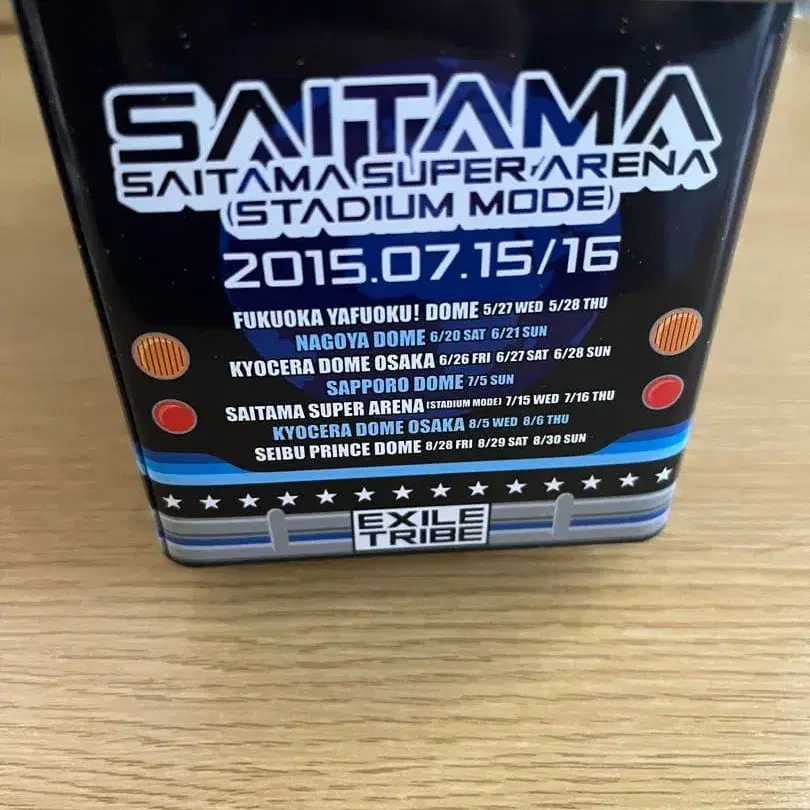 SAITAMA
SAITAMA SUPER ARENA
(STADIUM MODE)
2015.07.15/16
FUKUOKA YAFUOKU! DOME 5/27 WED 5/28 THU
NAGOYA DOME 6/20 SAT 6/21 SUN
KYOCERA DOME OSAKA 6/26 FRI 6/27 SAT 6/28 SUN
SAPPORO DOME 7/5 SUN
SAITAMA SUPER ARENA (STADIUM MODE) 7/15 WED 7/16 THU
KYOCERA DOME OSAKA 8/5 WED 8/6 THU
SEIBU PRINCE DOME 8/28 FRI 8/29 SAT 8/30 SUN
EXILE
TRIBE